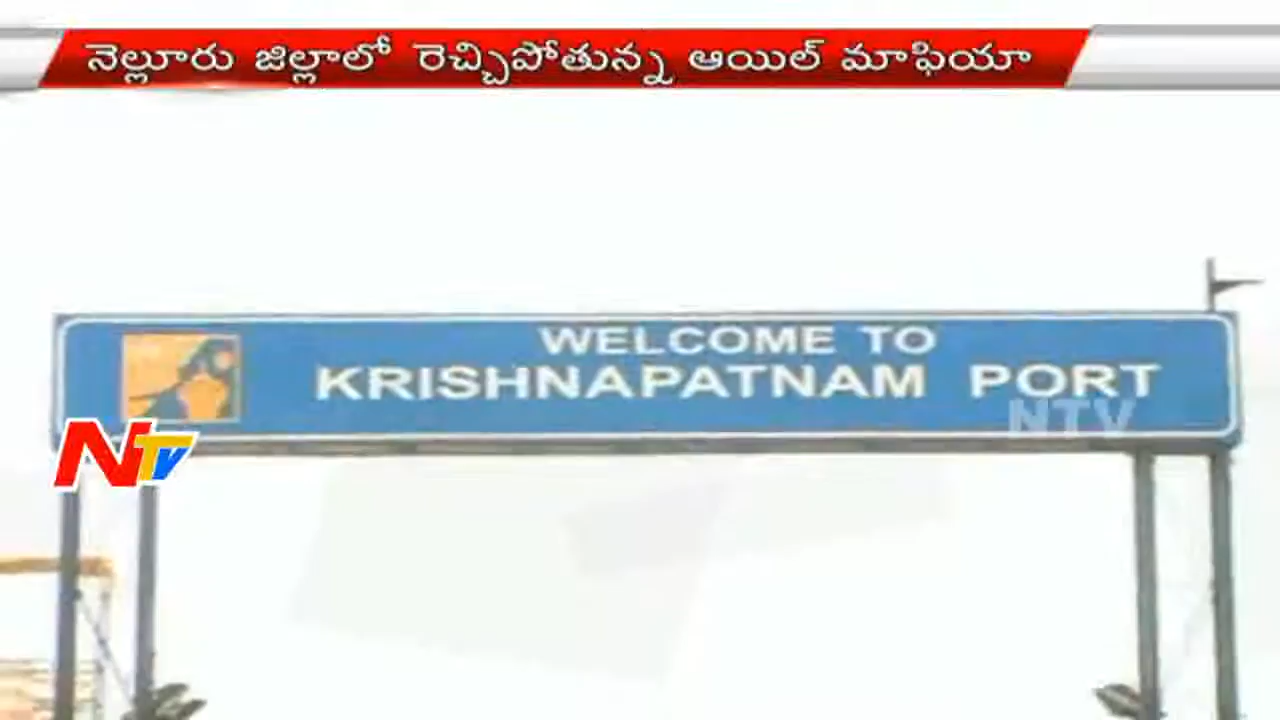 నెల్లూరు జిల్లాలో రెచ్చిపోతున్న ఆయిల్ మాఫియా
WELCOME TO
KRISHNAPATNAM PORT
NTV
NTV